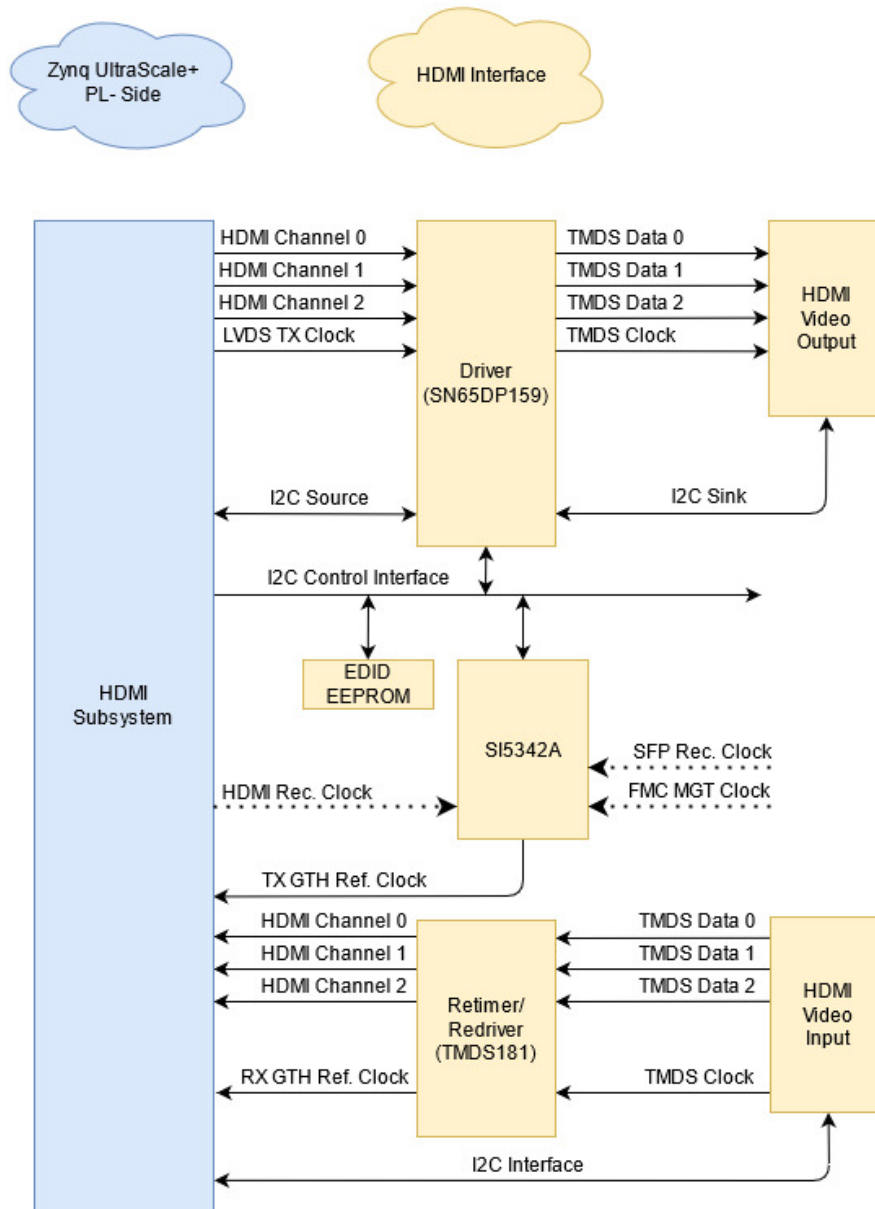 Zynq UltraScale+
PL- Side
HDMI Interface
HDMI Channel 0
HDMI Channel 1
HDMI Channel 2
LVDS TX Clock
TMDS Data 0
TMDS Data 1
TMDS Data 2
TMDS Clock
HDMI
Video
Output
Driver
(SN65DP159)
I2C Source
I2C Sink
I2C Control Interface
EDID
EEPROM
HDMI
Subsystem
SI5342A
SFP Rec. Clock
FMC MGT Clock
HDMI Rec. Clock
TX GTH Ref. Clock
HDMI Channel 0
HDMI Channel 1
HDMI Channel 2
RX GTH Ref. Clock
Retimer/
Redriver
(TMDS181)
TMDS Data 0
TMDS Data 1
TMDS Data 2
TMDS Clock
HDMI
Video
Input
I2C Interface